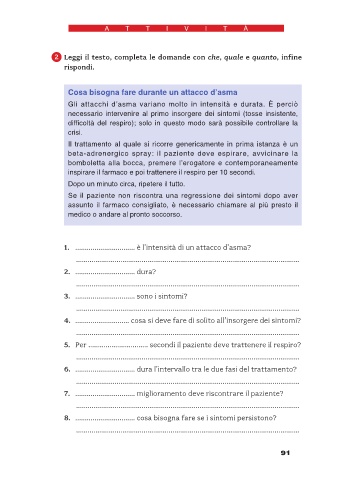 A T T I V I T À
2 Leggi il testo, completa le domande con che, quale e quanto, infine
rispondi.
Cosa bisogna fare durante un attacco d'asma
Gli attacchi d'asma variano molto in intensità e durata. È perciò
necessario intervenire al primo insorgere dei sintomi (tosse insistente,
difficoltà del respiro); solo in questo modo sarà possibile controllare la
crisi.
Il trattamento al quale si ricorre genericamente in prima istanza è un
beta-adrenergico spray: il paziente deve espirare, avvicinare la
bomboletta alla bocca, premere l'erogatore e contemporaneamente
inspirare il farmaco e poi trattenere il respiro per 10 secondi.
Dopo un minuto circa, ripetere il tutto.
Se il paziente non riscontra una regressione dei sintomi dopo aver
assunto il farmaco consigliato, è necessario chiamare al più presto il
medico o andare al pronto soccorso.
1. ............................ è l'intensità di un attacco d'asma?
.........................................................................................................
2. ............................ dura?
.........................................................................................................
3. ............................ sono i sintomi?
.........................................................................................................
4. ......................... cosa si deve fare di solito all'insorgere dei sintomi?
.........................................................................................................
5. Per ............................ secondi il paziente deve trattenere il respiro?
.........................................................................................................
6. ............................ dura l'intervallo tra le due fasi del trattamento?
.........................................................................................................
7. ............................ miglioramento deve riscontrare il paziente?
.........................................................................................................
8. ............................ cosa bisogna fare se i sintomi persistono?
.........................................................................................................
91